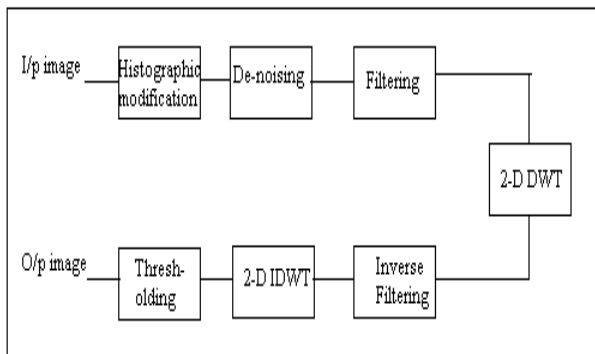 I/p image
Histographic
modification
De-noising
Filtering
2-D DWT
O/p image
Thresh-
olding
2-D IDWT
Inverse
Filtering